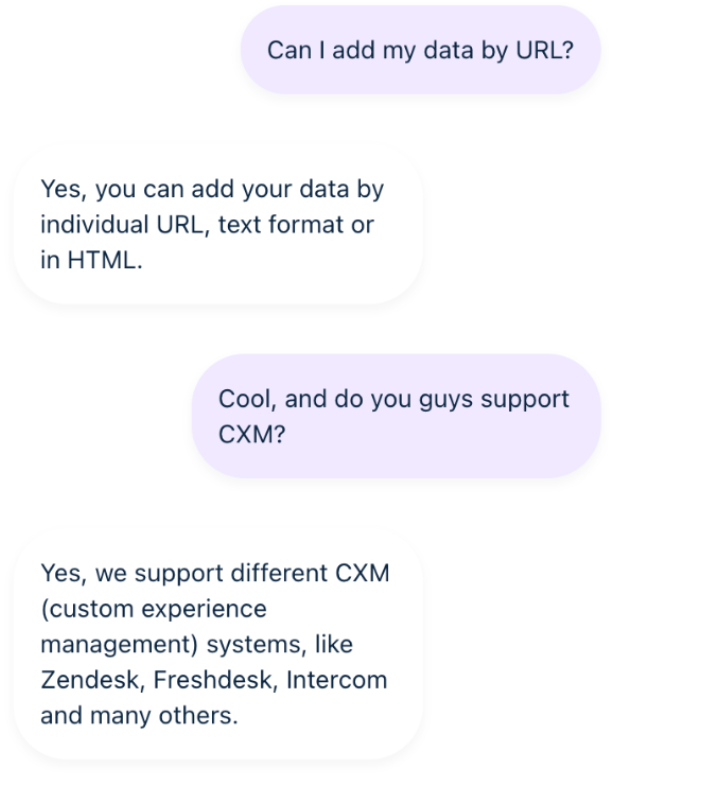 Can I add my data by URL?
Yes, you can add your data by
individual URL, text format or
in HTML.
Cool, and do you guys support
CXM?
Yes, we support different CXM
(custom experience
management) systems, like
Zendesk, Freshdesk, Intercom
and many others.